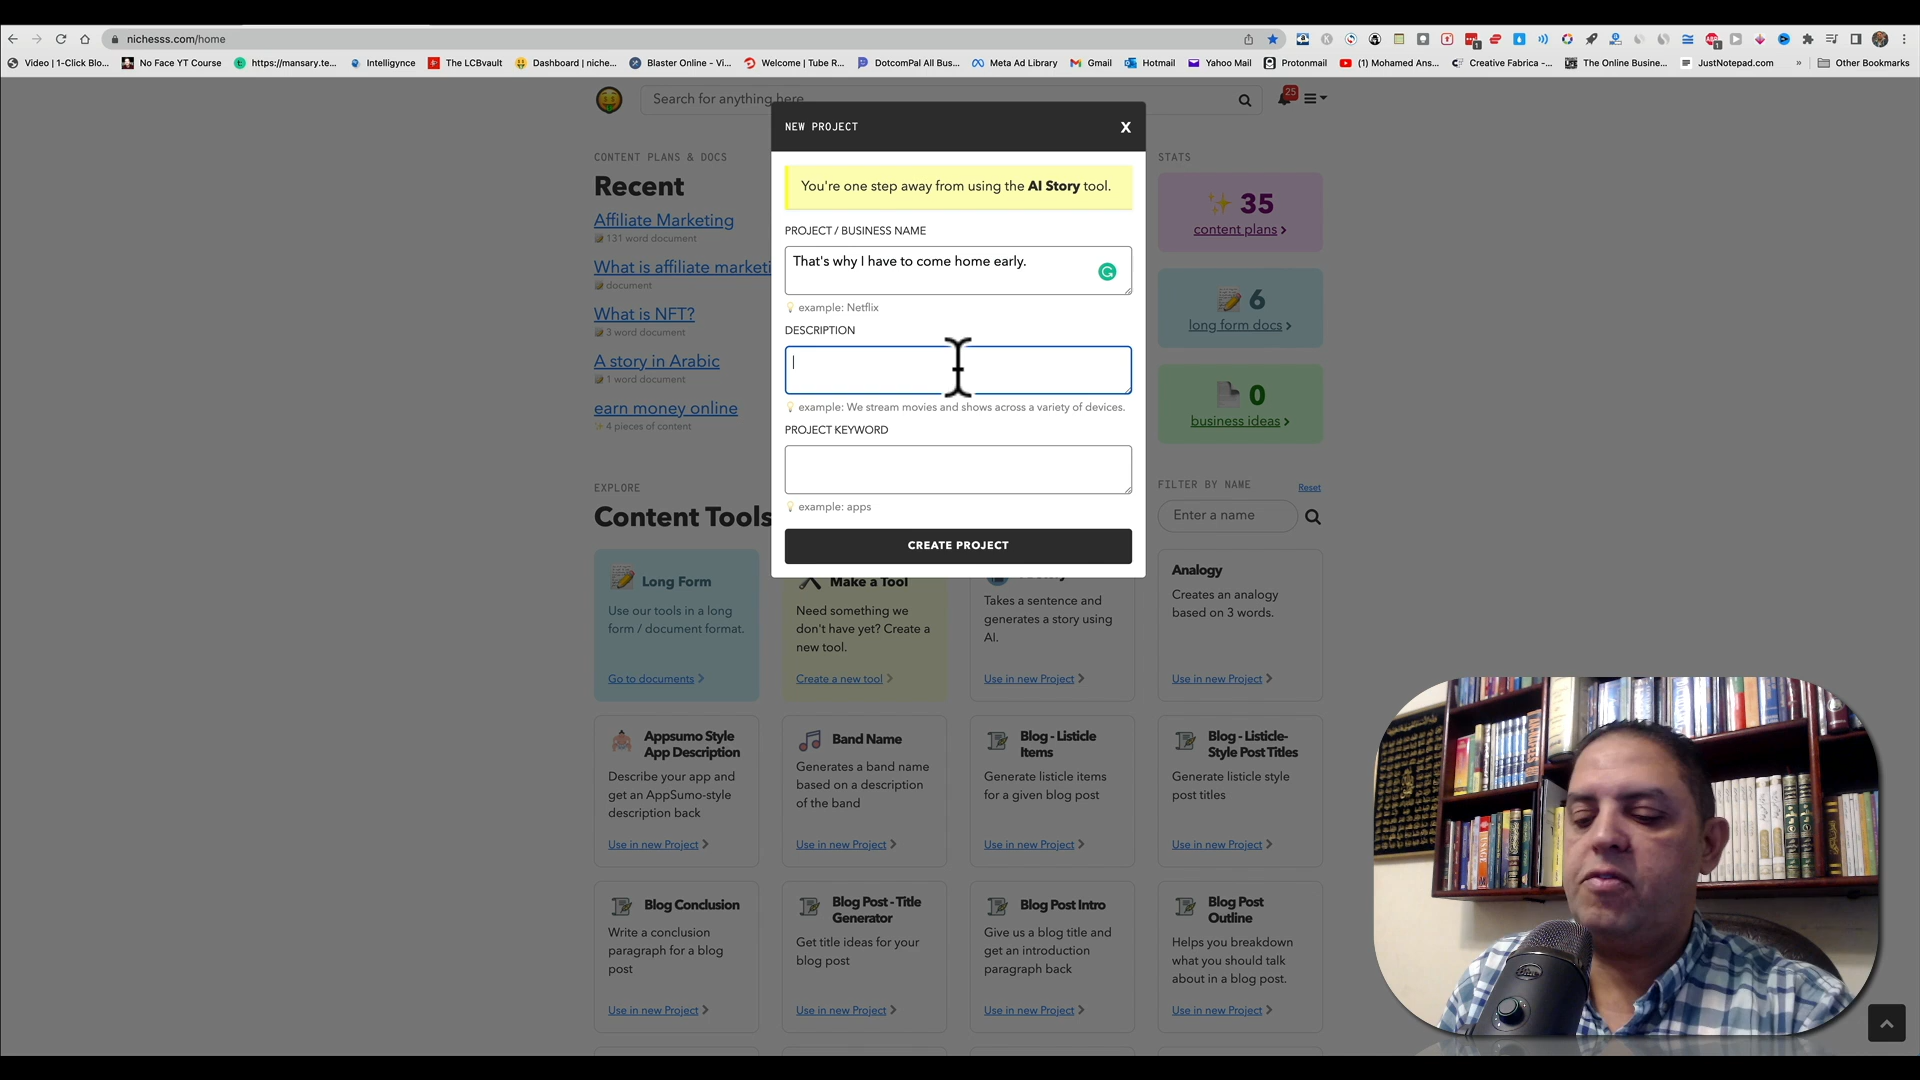 nichesss.com/home
Video | 1-Click Blo...
No Face YT Course
https://mansary.te...
Intelligynce
The LCBvault
Dashboard | niche...
Blaster Online - Vi...
Welcome | Tube R...
DotcomPal All Bus...
Meta Ad Library
Gmail
Hotmail
Yahoo Mail
Protonmail
(1) Mohamed Ans...
Creative Fabrica -...
The Online Busine...
JustNotepad.com
»
Other Bookmarks
Search for anything here
25
NEW PROJECT
X
You're one step away from using the AI Story tool.
PROJECT / BUSINESS NAME
That's why I have to come home early.
example: Netflix
DESCRIPTION
example: We stream movies and shows across a variety of devices.
PROJECT KEYWORD
example: apps
CREATE PROJECT
CONTENT PLANS & DOCS
Recent
Affiliate Marketing
131 word document
What is affiliate marketi
document
What is NFT?
3 word document
A story in Arabic
1 word document
earn money online
4 pieces of content
STATS
35
content plans >
6
long form docs >
0
business ideas >
EXPLORE
Content Tools
FILTER BY NAME
Reset
Enter a name
Long Form
Use our tools in a long
form / document format.
Go to documents >
Make a Tool
Need something we
don't have yet? Create a
new tool.
Create a new tool >
Takes a sentence and
generates a story using
AI.
Use in new Project >
Analogy
Creates an analogy
based on 3 words.
Use in new Project >
Appsumo Style
App Description
Describe your app and
get an AppSumo-style
description back
Use in new Project >
Band Name
Generates a band name
based on a description
of the band
Use in new Project >
Blog - Listicle
Items
Generate listicle items
for a given blog post
Use in new Project >
Blog - Listicle-
Style Post Titles
Generate listicle style
post titles
Use in new Project >
Blog Conclusion
Write a conclusion
paragraph for a blog
post
Use in new Project >
Blog Post - Title
Generator
Get title ideas for your
blog post
Use in new Project >
Blog Post Intro
Give us a blog title and
get an introduction
paragraph back
Use in new Project >
Blog Post
Outline
Helps you breakdown
what you should talk
about in a blog post.
Use in new Project >